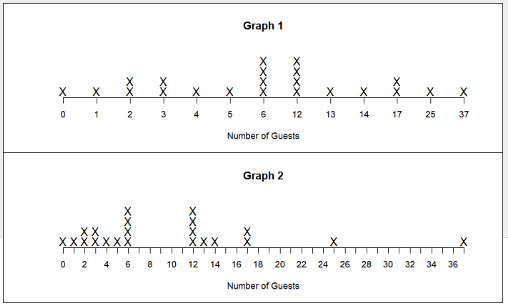 Graph 1
X X
X X
X X X X X
X X X X X X X X X X X X X
0 1 2 3 4 5 6 12 13 14 17 25 37
Number of Guests
Graph 2
X X
X X
X X X X X
X X X X X X X X X X X X X
0 2 4 6 8 10 12 14 16 18 20 22 24 26 28 30 32 34 36
Number of Guests